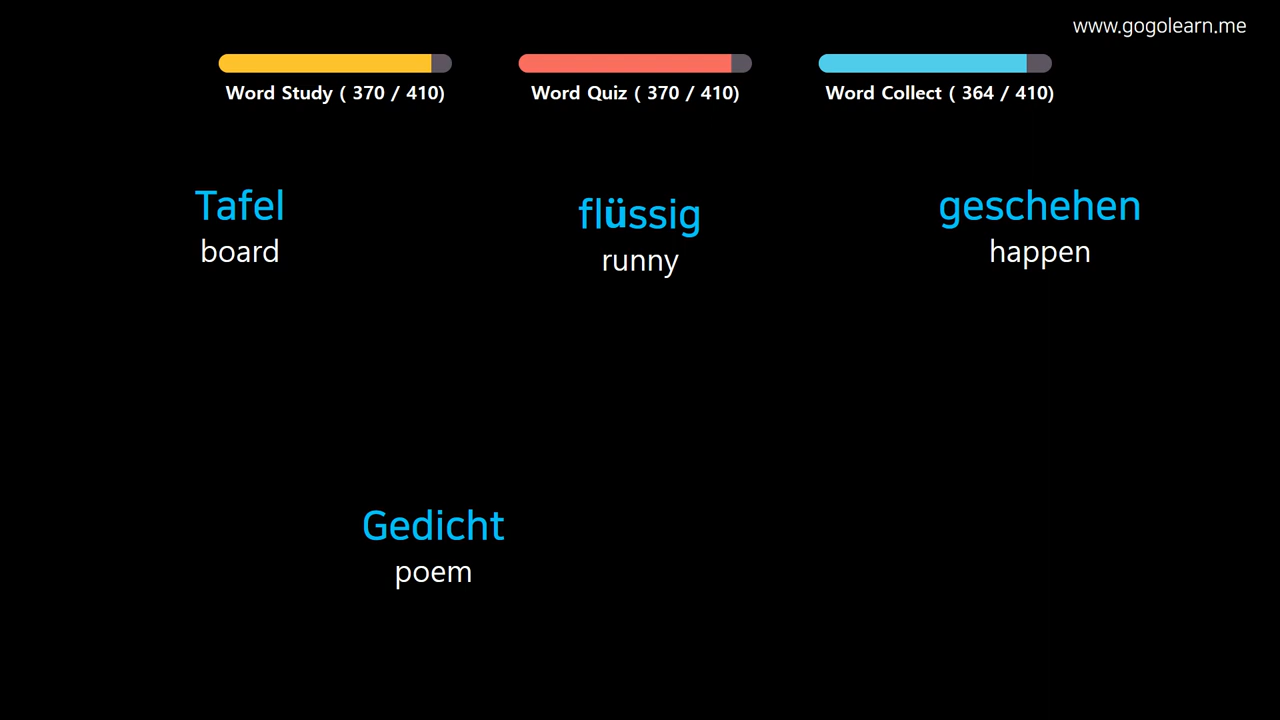 www.gogolearn.me
Word Study ( 370 / 410)
Word Quiz ( 370 / 410)
Word Collect ( 364 / 410)
Tafel
board
flüssig
runny
geschehen
happen
Gedicht
poem